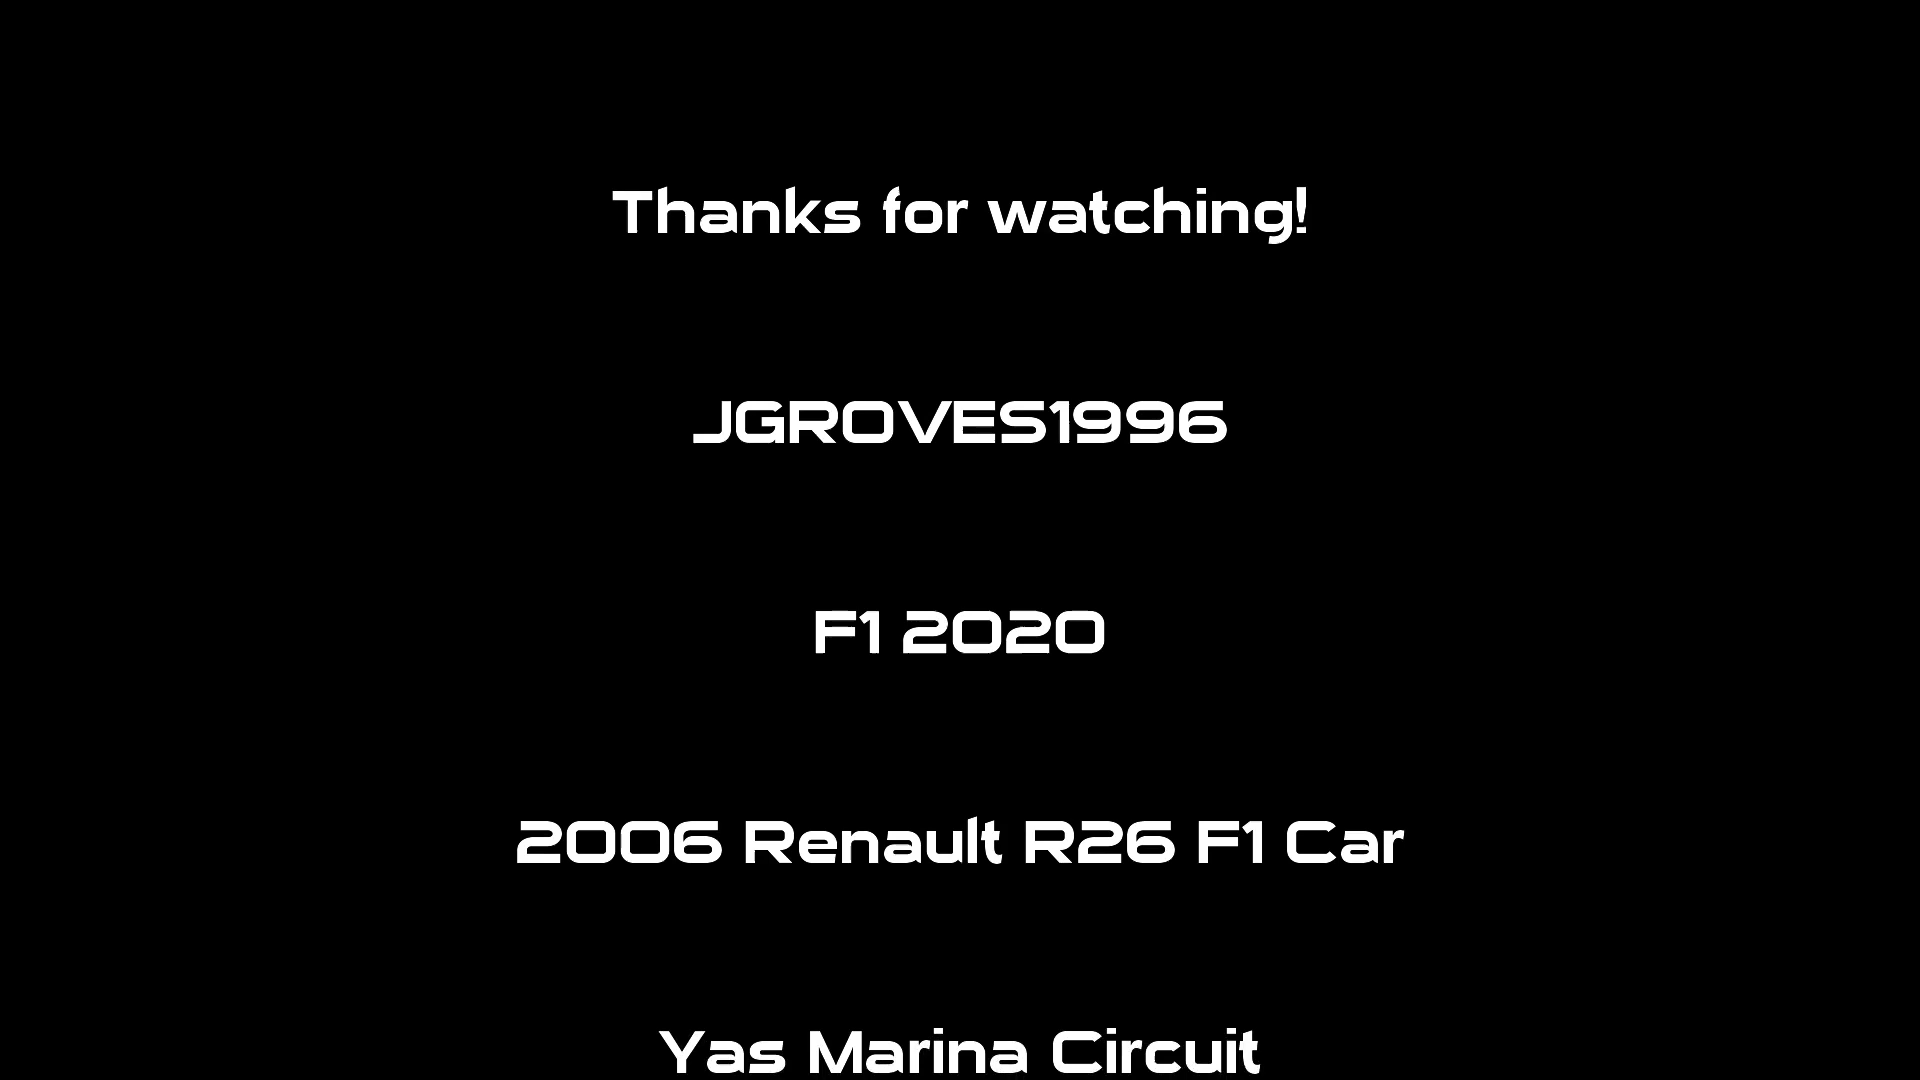 Thanks for watching!
JGROVES1996
F1 2020
2006 Renault R26 F1 Car
Yas Marina Circuit